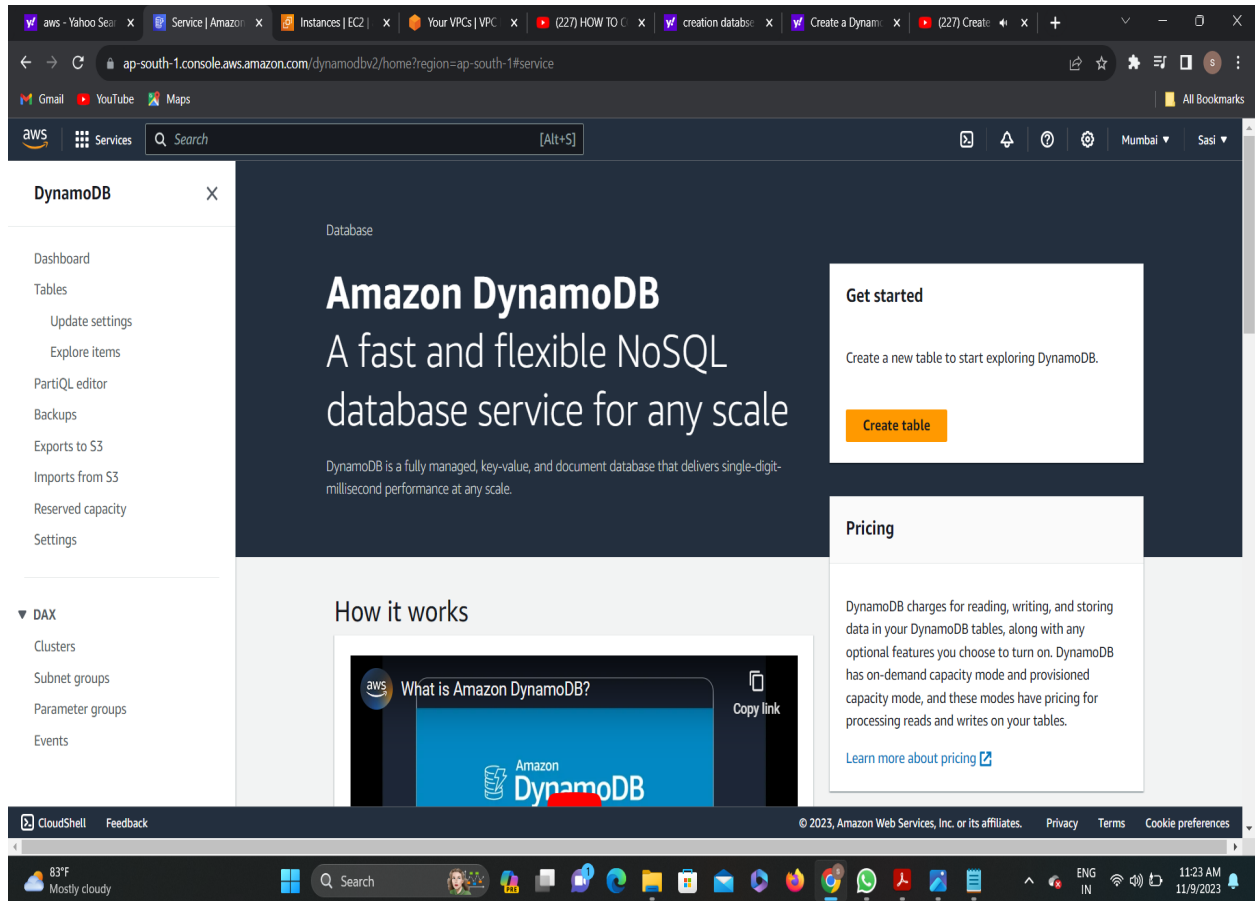 aws - Yahoo Sear
Service | Amazon
Instances | EC2 |
Your VPCs | VPC
(227) HOW TO C
creation databse
Create a Dynamo
(227) Create
ap-south-1.console.aws.amazon.com/dynamodbv2/home?region=ap-south-1#service
S
Gmail
YouTube
Maps
All Bookmarks
aws
Services
Search
[Alt+S]
Mumbai
Sasi
DynamoDB
Dashboard
Tables
Update settings
Explore items
PartiQL editor
Backups
Exports to S3
Imports from S3
Reserved capacity
Settings
DAX
Clusters
Subnet groups
Parameter groups
Events
Database
Amazon DynamoDB
A fast and flexible NoSQL
database service for any scale
DynamoDB is a fully managed, key-value, and document database that delivers single-digit-
millisecond performance at any scale.
Get started
Create a new table to start exploring DynamoDB.
Create table
Pricing
DynamoDB charges for reading, writing, and storing
data in your DynamoDB tables, along with any
optional features you choose to turn on. DynamoDB
has on-demand capacity mode and provisioned
capacity mode, and these modes have pricing for
processing reads and writes on your tables.
Learn more about pricing
How it works
aws
What is Amazon DynamoDB?
Copy link
Amazon
DynamoDB
CloudShell
Feedback
© 2023, Amazon Web Services, Inc. or its affiliates.
Privacy
Terms
Cookie preferences
83°F
Mostly cloudy
Search
PRE
1
ENG
IN
11:23 AM
11/9/2023